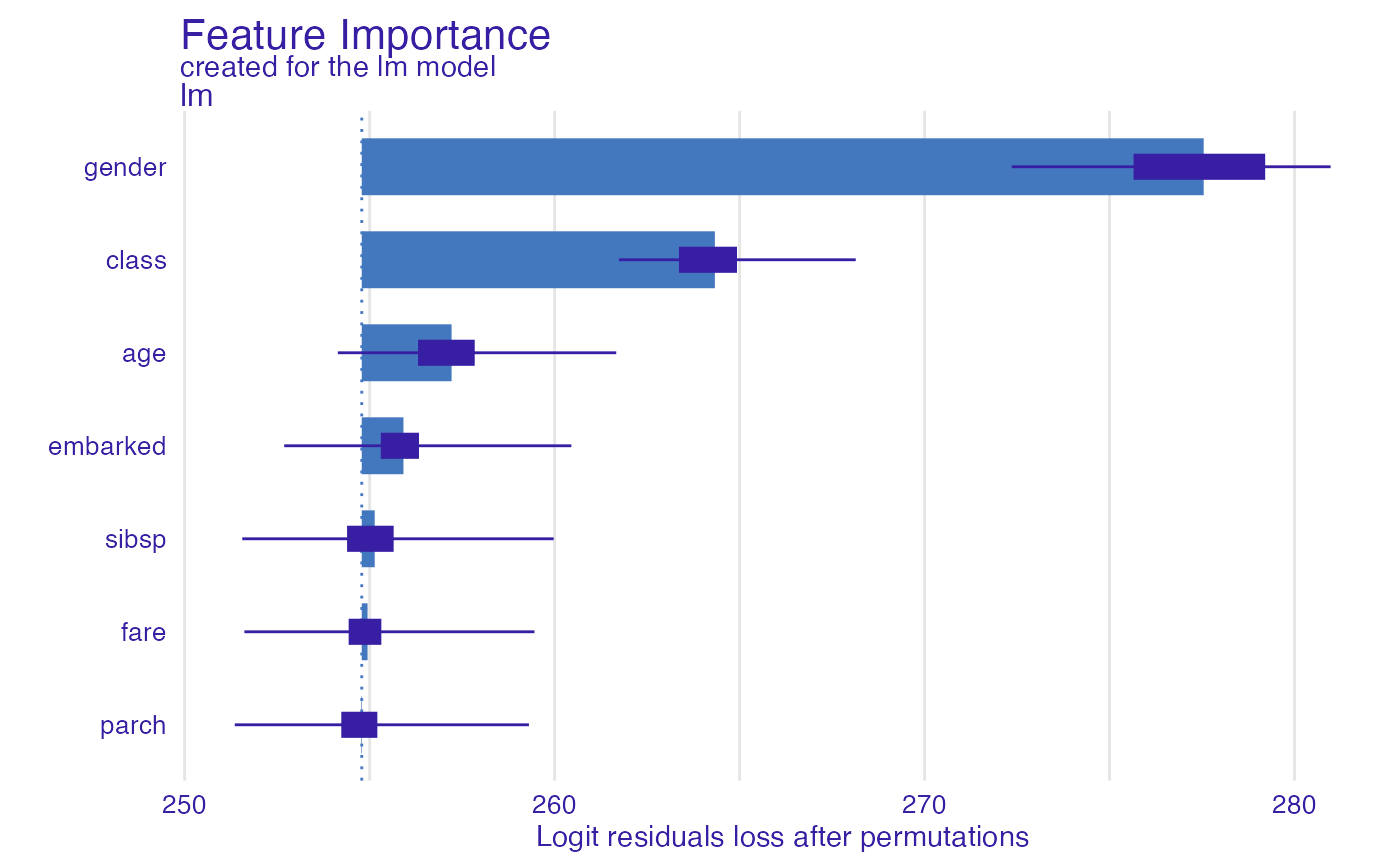 Feature Importance
created for the lm model
lm
gender
class
age
embarked
sibsp
fare
parch
250 260 270 280
Logit residuals loss after permutations